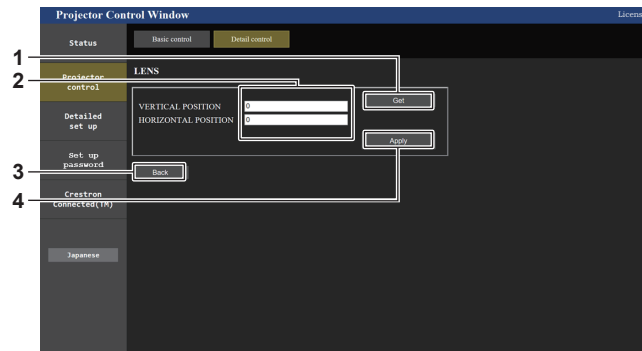 Projector Control Window
Licens
Status
Basic control
Detail control
1
2
LENS
Projector
control
Get
VERTICAL POSITION
0
HORIZONTAL POSITION
0
Detailed
set up
Apply
Set up
password
3
Back
4
Crestron
Connected(TM)
Japanese